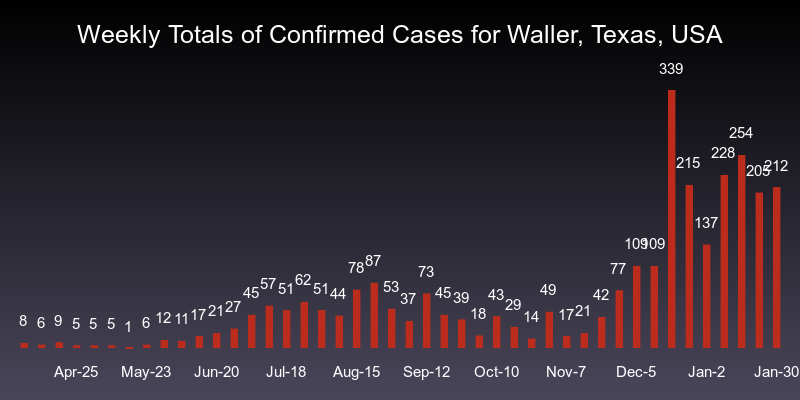 Weekly Totals of Confirmed Cases for Waller, Texas, USA
8 6 9 5 5 5 1 6 12 11 17 21 27 45 57 51 62 51 44 78 87 53 37 73 45 39 18 43 29 14 49 17 21 42 77 109 109 339 215 137 228 254 205 212
Apr-25 May-23 Jun-20 Jul-18 Aug-15 Sep-12 Oct-10 Nov-7 Dec-5 Jan-2 Jan-30